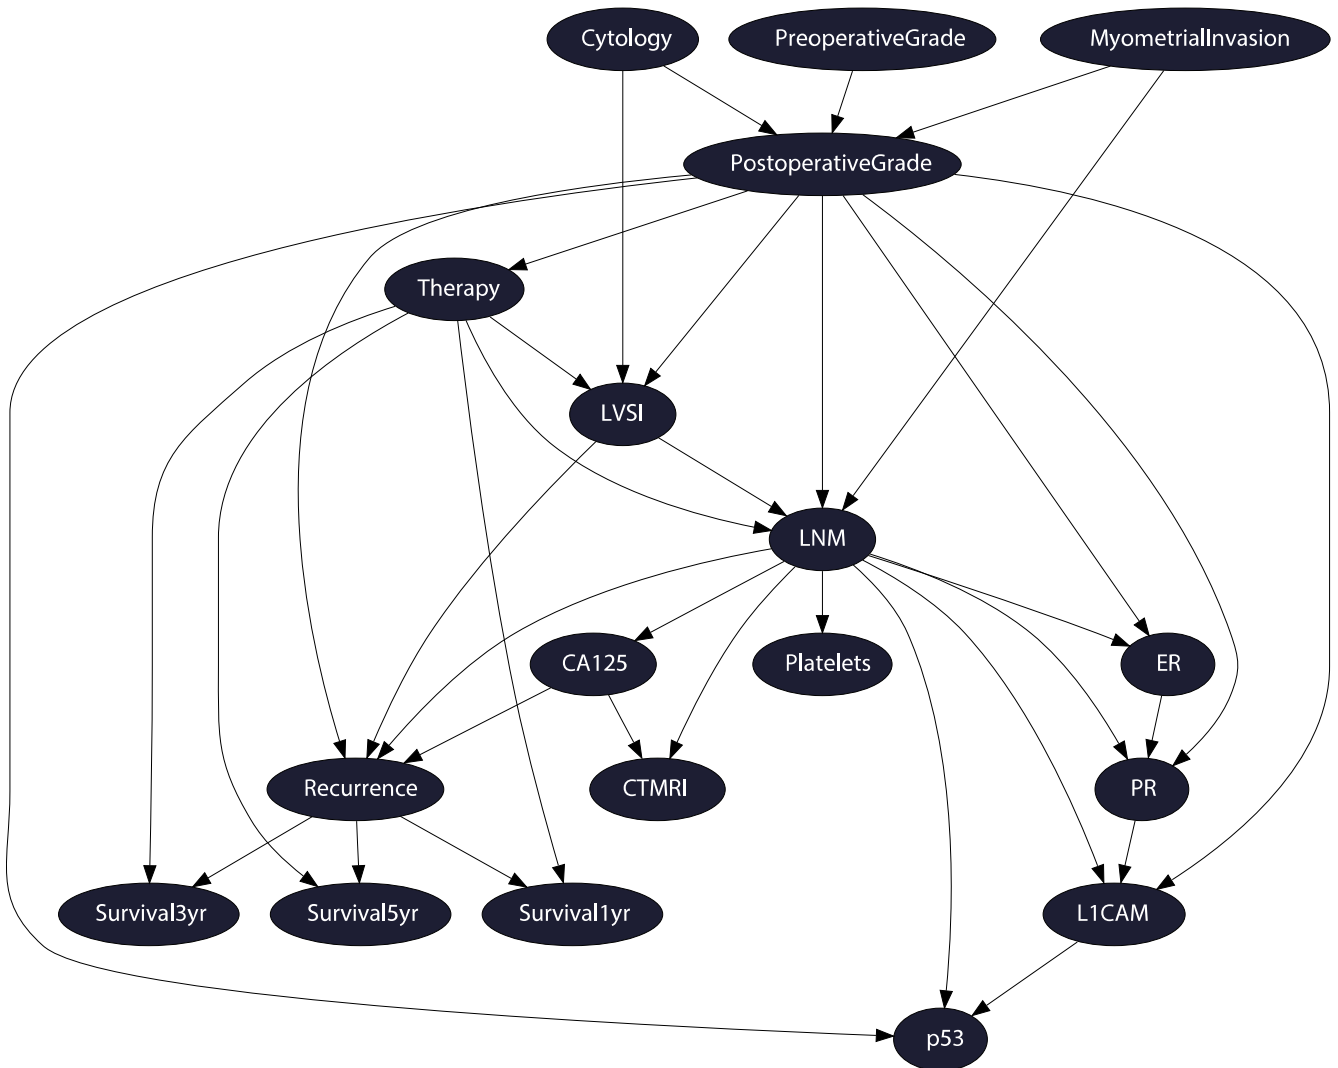 Cytology
PreoperativeGrade
MyometrialInvasion
PostoperativeGrade
Therapy
LVSI
LNM
CA125
Platelets
ER
Recurrence
CTMRI
PR
Survival3yr
Survival5yr
Survival1yr
L1CAM
p53